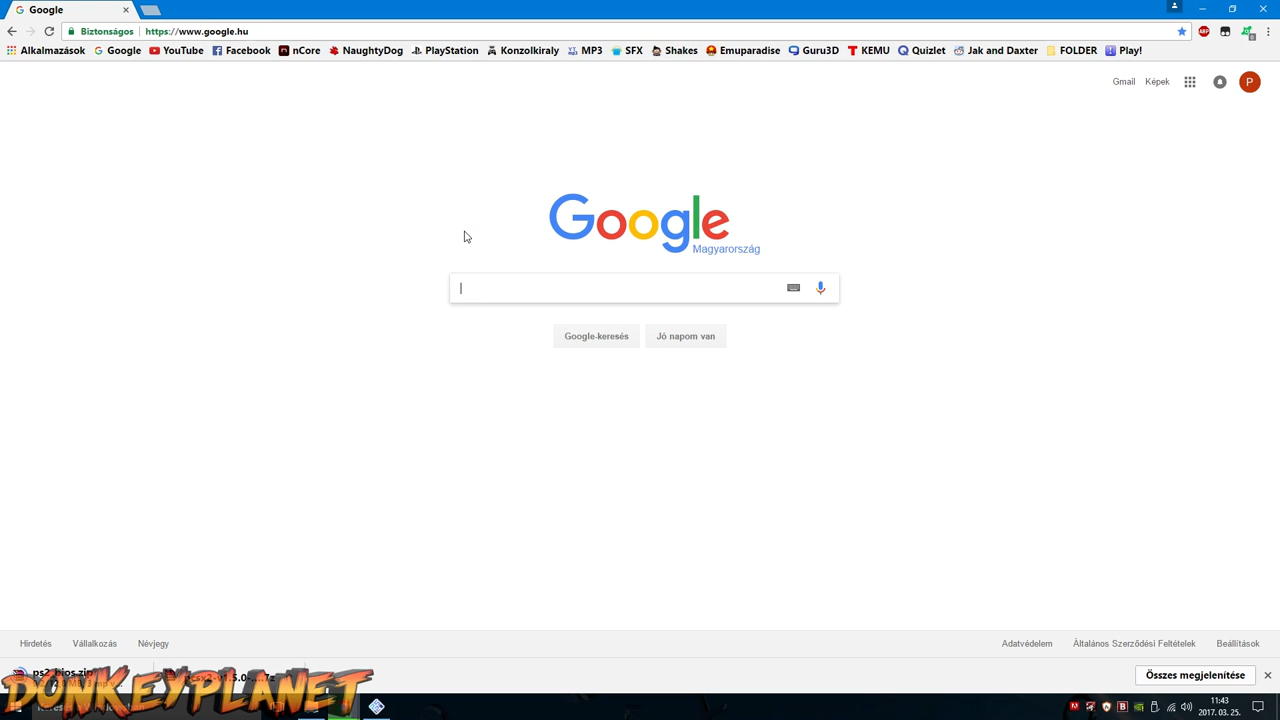 Google
Biztonságos https://www.google.hu
Alkalmazások Google YouTube Facebook nCore NaughtyDog PlayStation Konzolkiraly MP3 SFX Shakes Emuparadise Guru3D KEMU Quizlet Jak and Daxter FOLDER Play!
Gmail Képek P
Google
Magyarország
Google-keresés Jó napom van
Hirdetés Vállalkozás Névjegy Adatvédelem Általános Szerződési Feltételek Beállítások
ps2_bios.zip
Összes megjelenítése
DONKEYPLANET
11:43
2017. 03. 25.